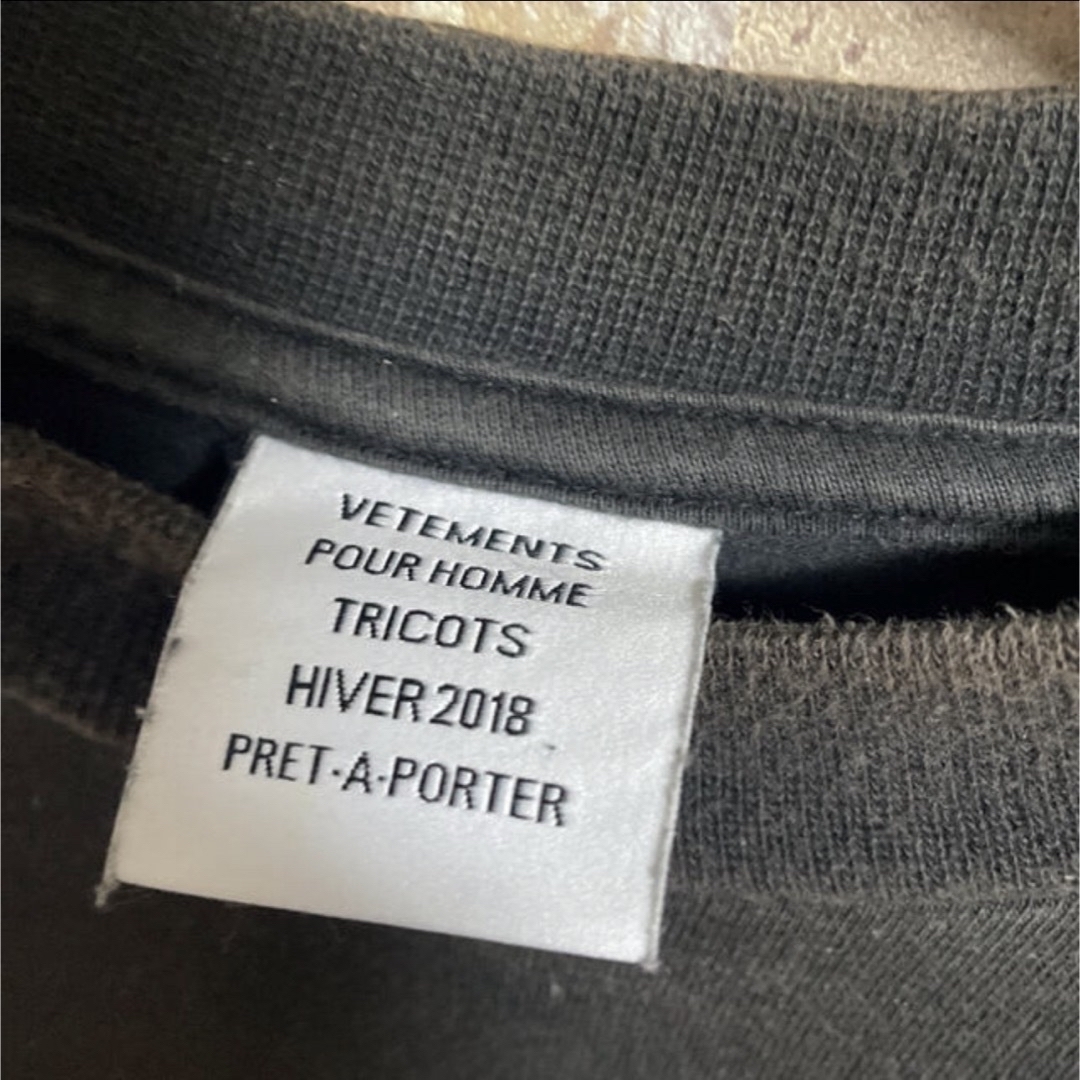 VETEMENTS
POUR HOMME
TRICOTS
HIVER 2018
PRET-A-PORTER